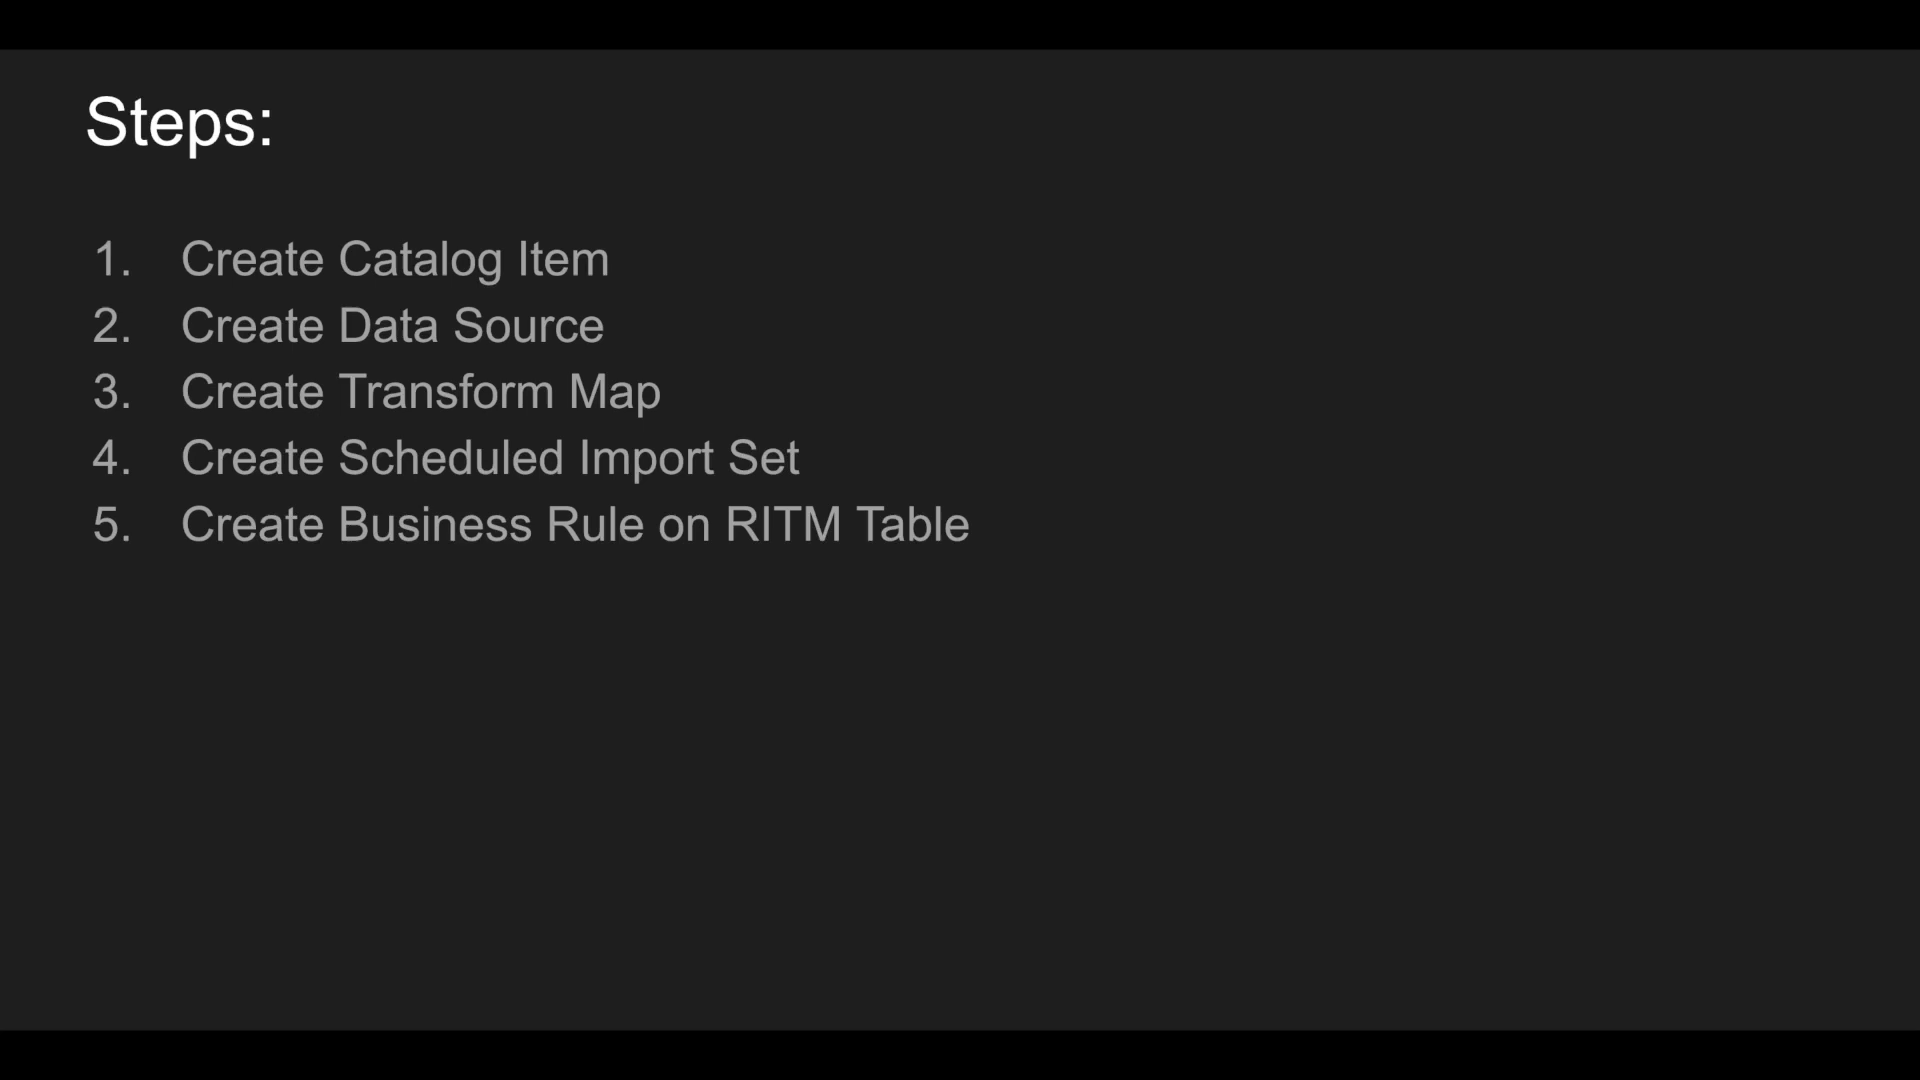 Steps:
1. Create Catalog Item
2. Create Data Source
3. Create Transform Map
4. Create Scheduled Import Set
5. Create Business Rule on RITM Table